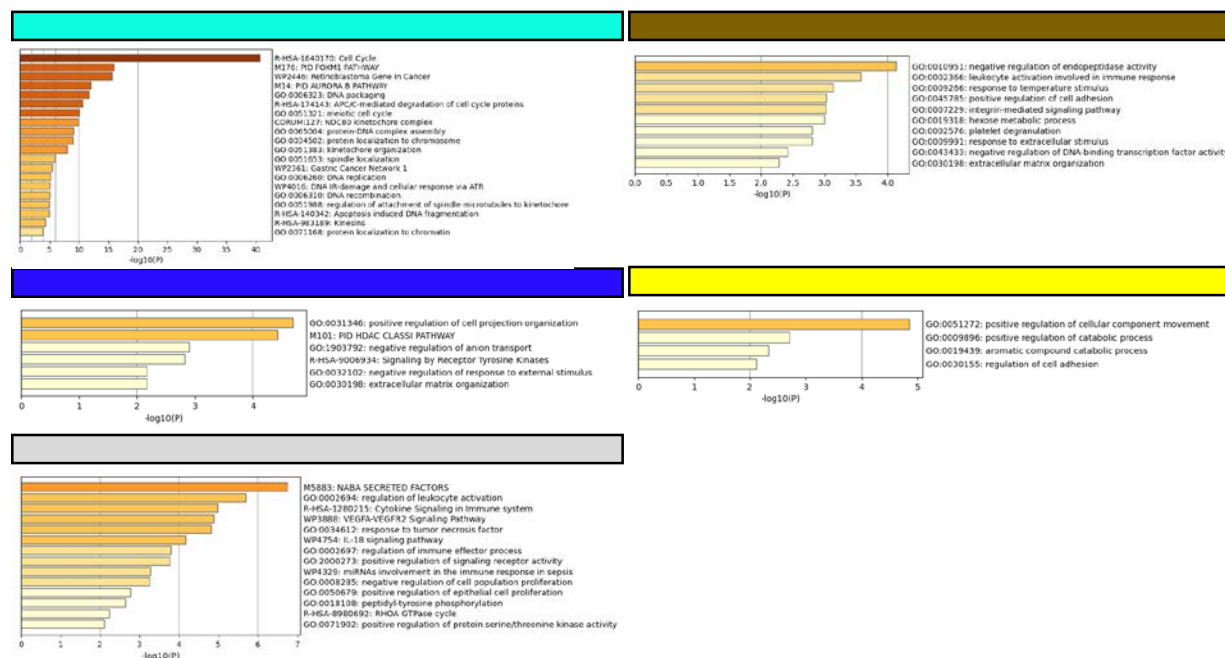 R-HSA-1640170: Cell Cycle
M176: PID FOXM1 PATHWAY
WP2446: Retinoblastoma Gene in Cancer
M14: PID AURORA B PATHWAY
GO:0006323: DNA packaging
R-HSA-174143: APC/C-mediated degradation of cell cycle proteins
GO:0051321: meiotic cell cycle
CORUM:127: NDC80 kinetochore complex
GO:0065004: protein-DNA complex assembly
GO:0034502: protein localization to chromosome
GO:0051383: kinetochore organization
GO:0051653: spindle localization
WP2361: Gastric Cancer Network 1
GO:0006260: DNA replication
WP4016: DNA IR-damage and cellular response via ATR
GO:0006310: DNA recombination
GO:0051988: regulation of attachment of spindle microtubules to kinetochore
R-HSA-140342: Apoptosis induced DNA fragmentation
R-HSA-983189: Kinesins
GO:0071168: protein localization to chromatin
0 5 10 15 20 25 30 35 40
-log10(P)
GO:0010951: negative regulation of endopeptidase activity
GO:0002366: leukocyte activation involved in immune response
GO:0009266: response to temperature stimulus
GO:0045785: positive regulation of cell adhesion
GO:0007229: integrin-mediated signaling pathway
GO:0019318: hexose metabolic process
GO:0002576: platelet degranulation
GO:0009991: response to extracellular stimulus
GO:0043433: negative regulation of DNA-binding transcription factor activity
GO:0030198: extracellular matrix organization
0.0 0.5 1.0 1.5 2.0 2.5 3.0 3.5 4.0
-log10(P)
GO:0031346: positive regulation of cell projection organization
M101: PID HDAC CLASSI PATHWAY
GO:1903792: negative regulation of anion transport
R-HSA-9006934: Signaling by Receptor Tyrosine Kinases
GO:0032102: negative regulation of response to external stimulus
GO:0030198: extracellular matrix organization
0 1 2 3 4
-log10(P)
GO:0051272: positive regulation of cellular component movement
GO:0009896: positive regulation of catabolic process
GO:0019439: aromatic compound catabolic process
GO:0030155: regulation of cell adhesion
0 1 2 3 4 5
-log10(P)
M5883: NABA SECRETED FACTORS
GO:0002694: regulation of leukocyte activation
R-HSA-1280215: Cytokine Signaling in Immune system
WP3888: VEGFA-VEGFR2 Signaling Pathway
GO:0034612: response to tumor necrosis factor
WP4754: IL-18 signaling pathway
GO:0002697: regulation of immune effector process
GO:2000273: positive regulation of signaling receptor activity
WP4329: miRNAs involvement in the immune response in sepsis
GO:0008285: negative regulation of cell population proliferation
GO:0050679: positive regulation of epithelial cell proliferation
GO:0018108: peptidyl-tyrosine phosphorylation
R-HSA-8980692: RHOA GTPase cycle
GO:0071902: positive regulation of protein serine/threonine kinase activity
0 1 2 3 4 5 6 7
-log10(P)